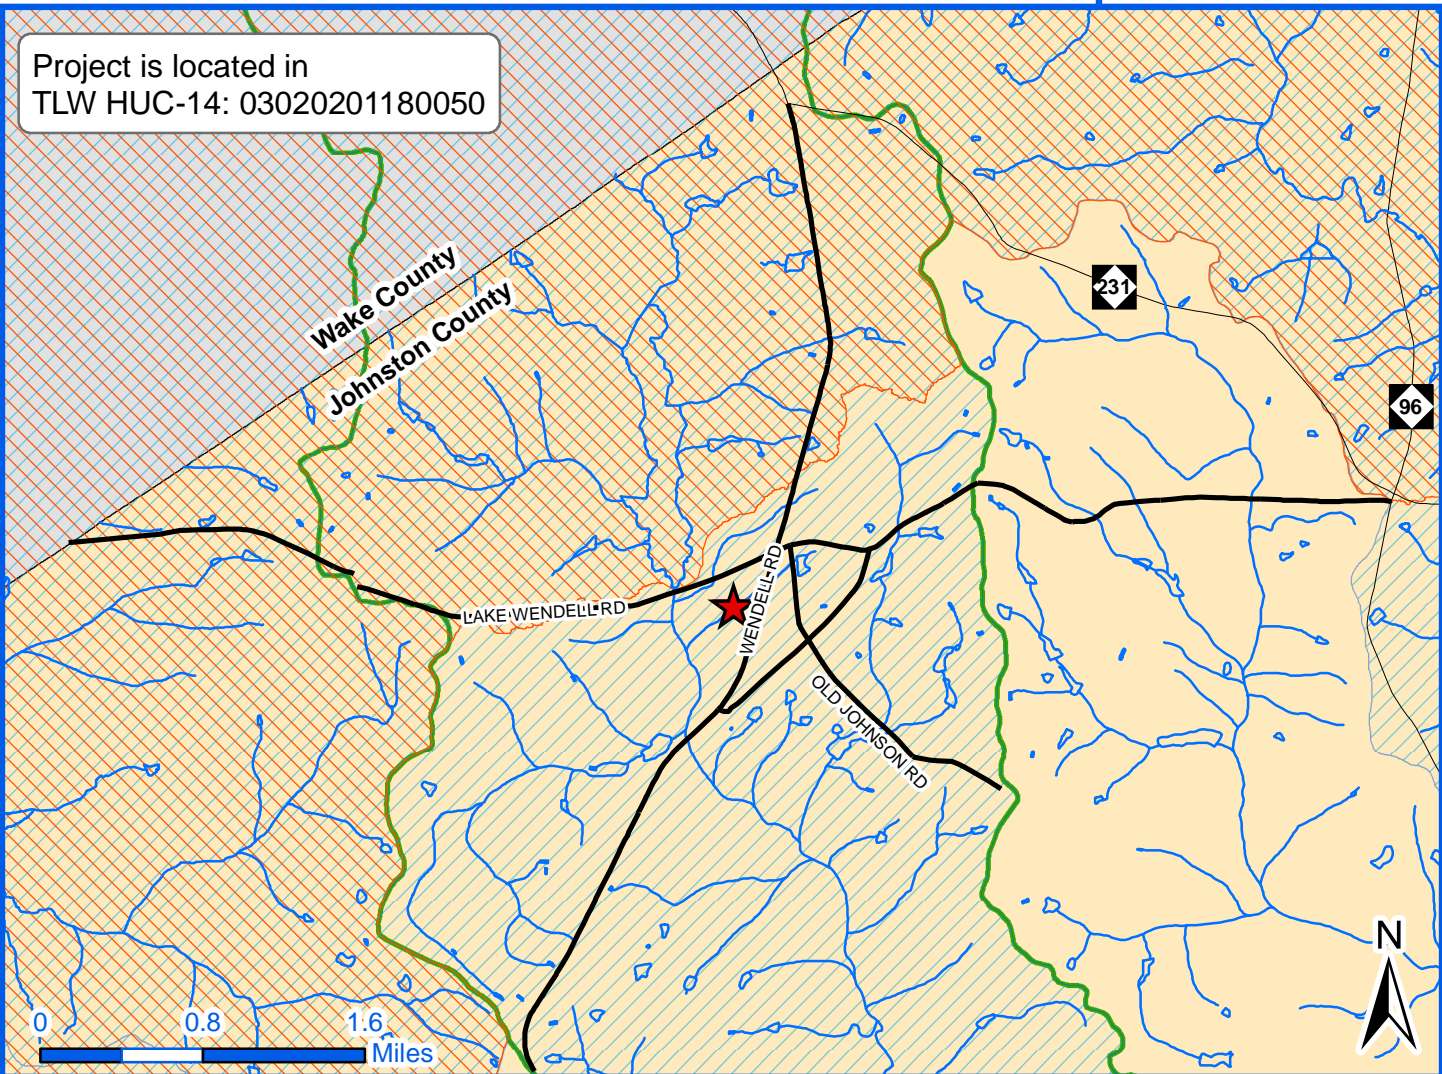 Project is located in
TLW HUC-14: 03020201180050
Wake County
Johnston County
231
96
LAKE WENDELL RD
WENDELL RD
OLD JOHNSON RD
N
0 0.8 1.6
Miles